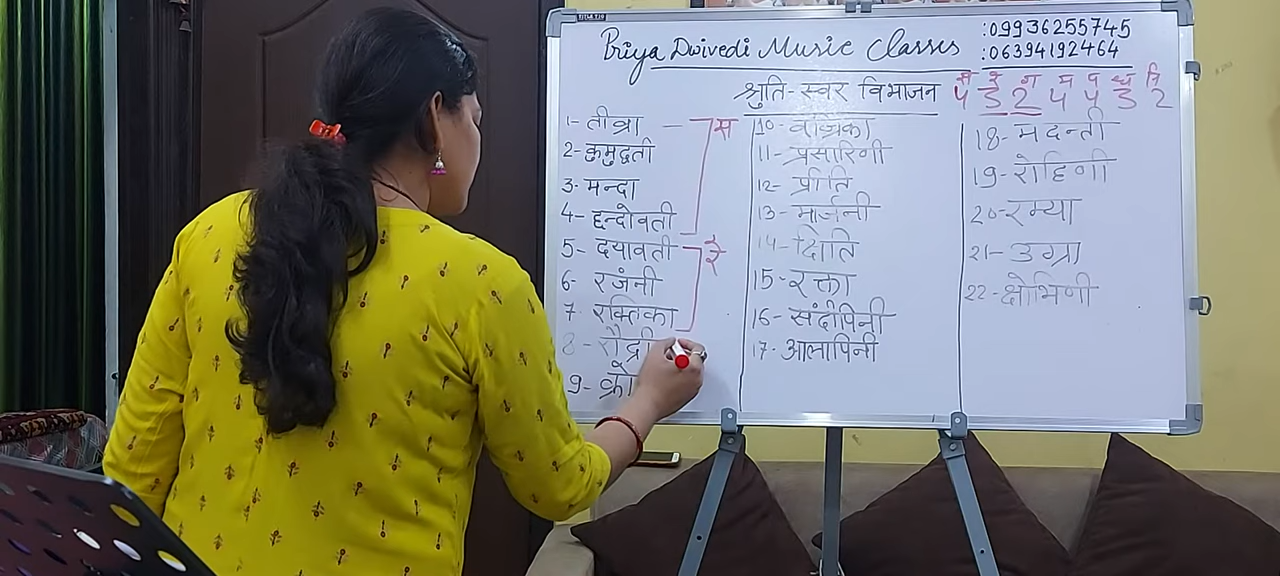 Priya Dwivedi Music Classes
:09936255745
:06394192464
श्रुति-स्वर विभाजन
स रे ग म प ध नि
4 3 2 4 4 3 2
1- तीव्रा
स
2- कुमुद्वती
3- मन्दा
4- छन्दोवती
5- दयावती
रे
6- रजंनी
7- रक्तिका
8- रौद्री
9-
10- वज्रिका
11- प्रसारिणी
12- प्रीति
13- मार्जनी
14- क्षिति
15- रक्ता
16- संदीपिनी
17- आलापिनी
18- मदन्ती
19- रोहिणी
20- रम्या
21- उग्रा
22- क्षोभिणी